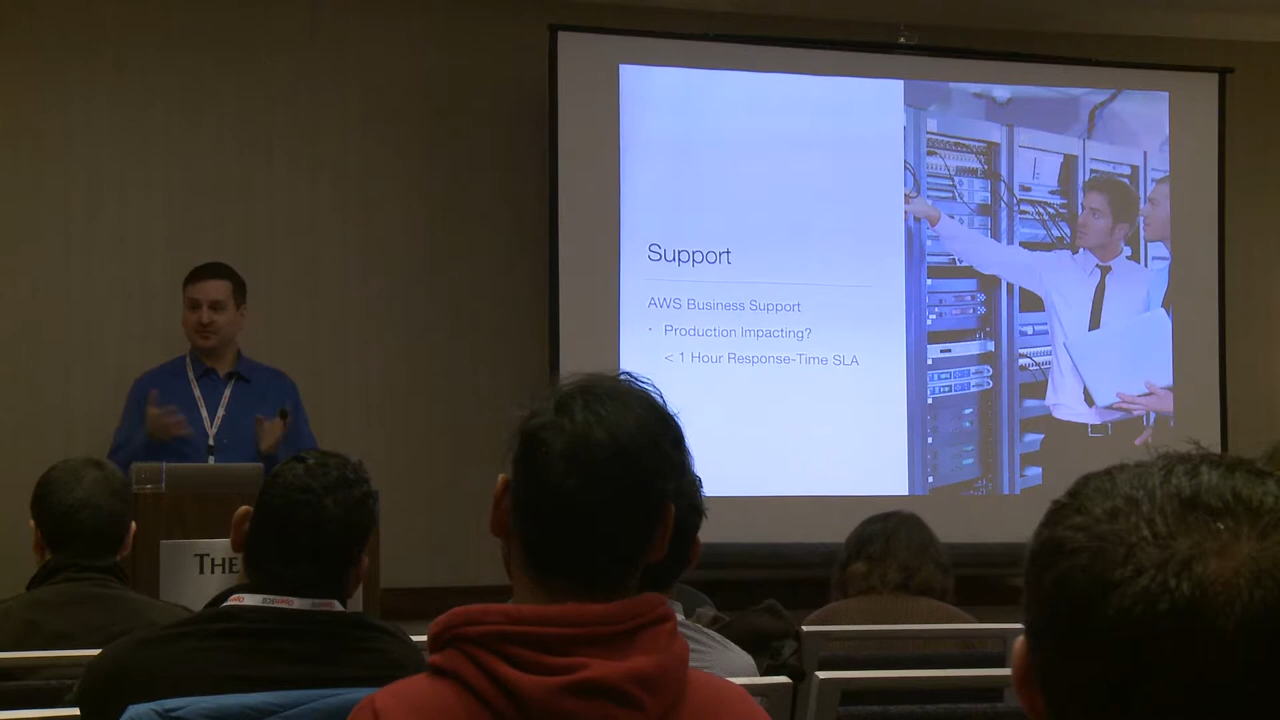 Support
AWS Business Support
• Production Impacting?
< 1 Hour Response-Time SLA
THE